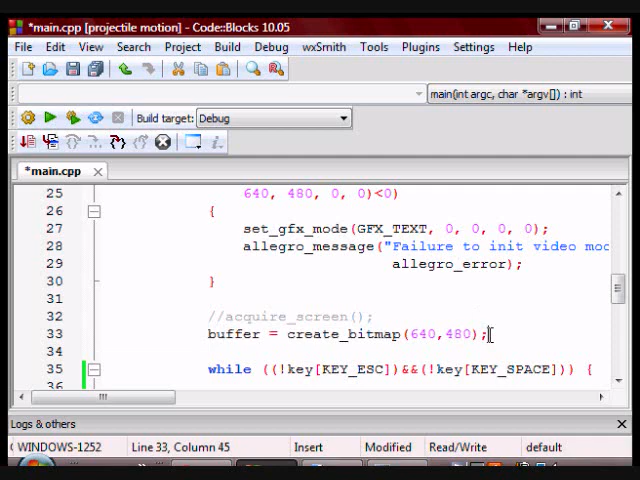 *main.cpp [projectile motion] - Code::Blocks 10.05
File Edit View Search Project Build Debug wxSmith Tools Plugins Settings Help
main(int argc, char *argv[]) : int
Build target: Debug
*main.cpp
25 640, 480, 0, 0)<0)
26 {
27 set_gfx_mode(GFX_TEXT, 0, 0, 0, 0);
28 allegro_message("Failure to init video mod
29 allegro_error);
30 }
31
32 //acquire_screen();
33 buffer = create_bitmap(640,480);
34
35 while ((!key[KEY_ESC])&&(!key[KEY_SPACE])) {
36
Logs & others
WINDOWS-1252 Line 33, Column 45 Insert Modified Read/Write default